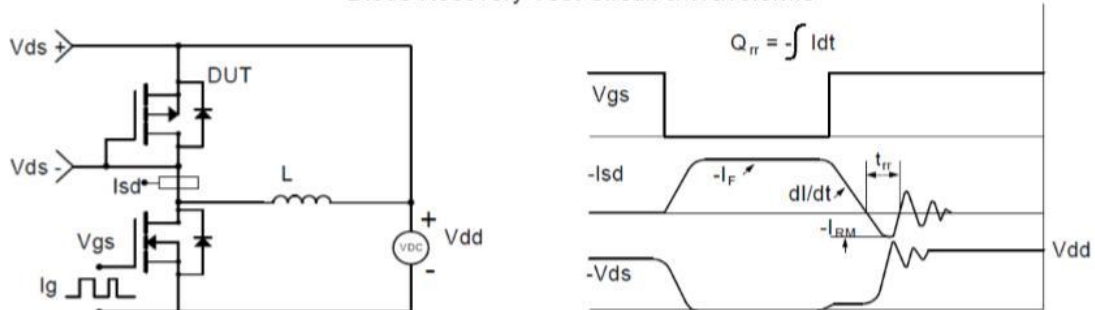 Vds +
DUT
Vds -
Isd
L
Vgs
Ig
+
VDC
-
Vdd
Qrr = -∫ Idt
Vgs
-Isd
-IF
dI/dt
trr
-IRM
-Vds
Vdd